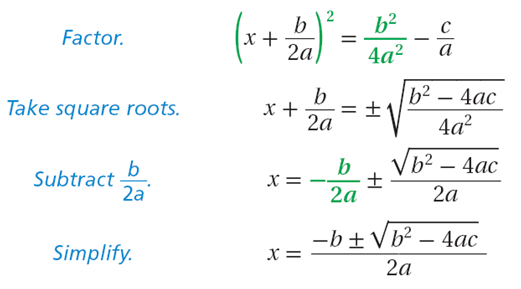 Factor. (x + b/2a)² = b²/4a² − c/a
Take square roots. x + b/2a = ± √((b² − 4ac)/4a²)
Subtract b/2a. x = −b/2a ± √(b² − 4ac)/2a
Simplify. x = (−b ± √(b² − 4ac))/2a